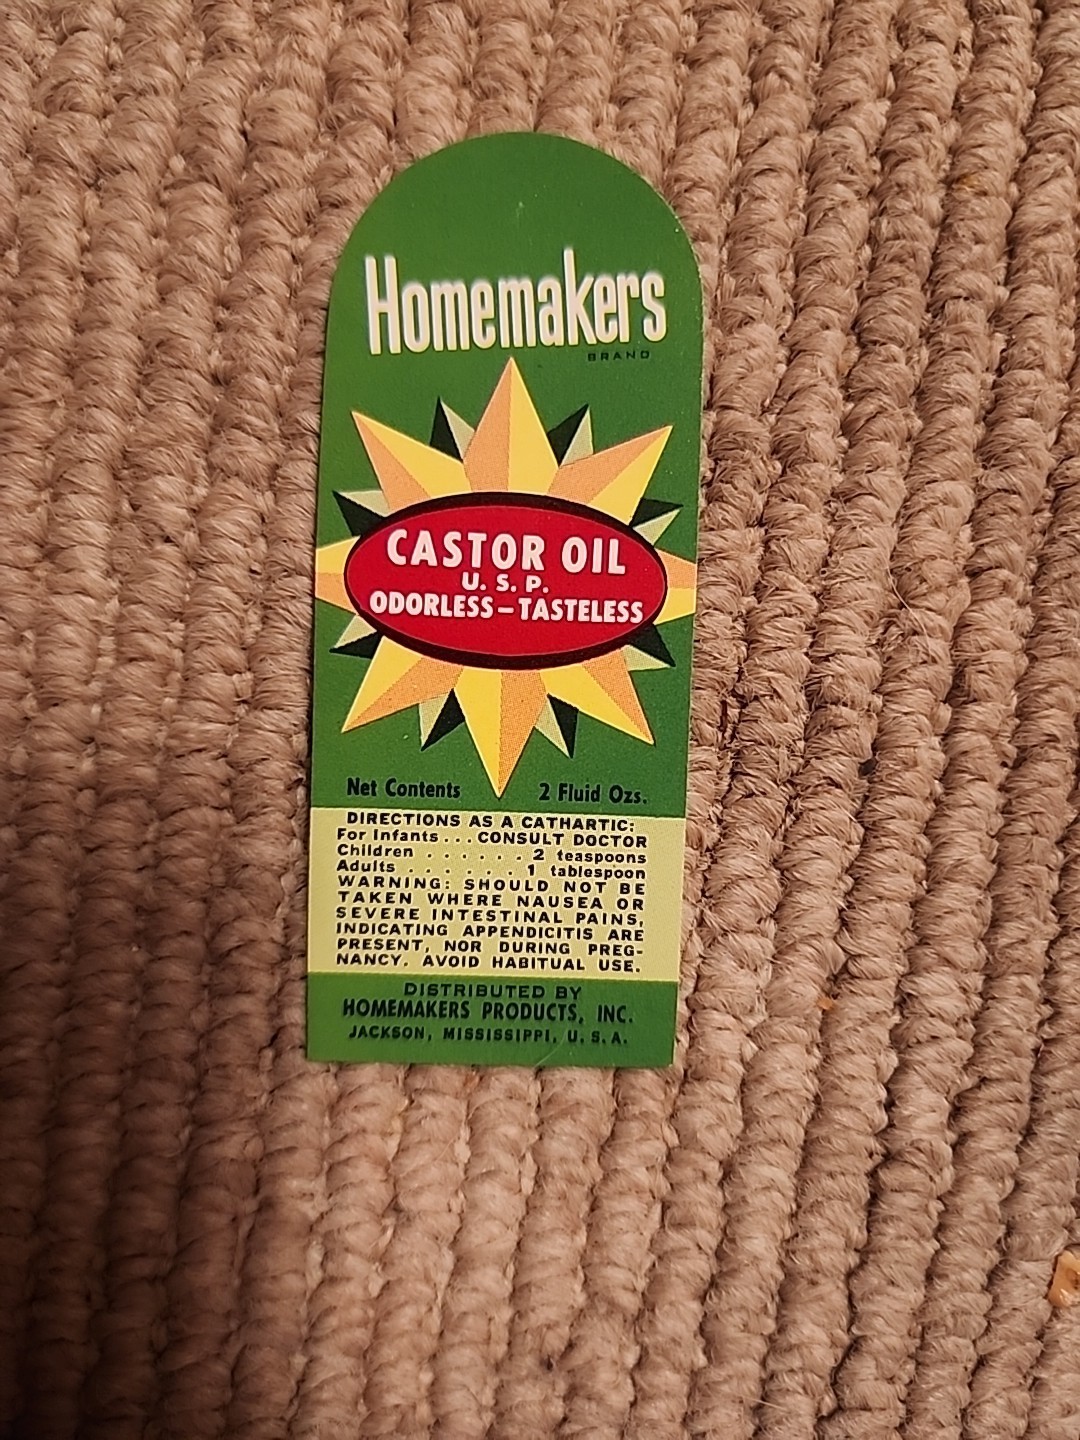 Homemakers
BRAND
CASTOR OIL
U. S. P.
ODORLESS – TASTELESS
Net Contents 2 Fluid Ozs.
DIRECTIONS AS A CATHARTIC:
For Infants . . . CONSULT DOCTOR
Children . . . . . . 2 teaspoons
Adults . . . . . . 1 tablespoon
WARNING: SHOULD NOT BE
TAKEN WHERE NAUSEA OR
SEVERE INTESTINAL PAINS,
INDICATING APPENDICITIS ARE
PRESENT, NOR DURING PREG-
NANCY. AVOID HABITUAL USE.
DISTRIBUTED BY
HOMEMAKERS PRODUCTS, INC.
JACKSON, MISSISSIPPI, U. S. A.